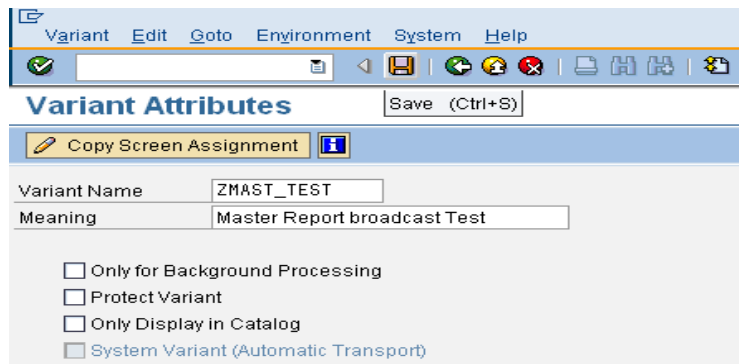 Variant Edit Goto Environment System Help
Variant Attributes
Save (Ctrl+S)
Copy Screen Assignment
Variant Name ZMAST_TEST
Meaning Master Report broadcast Test
Only for Background Processing
Protect Variant
Only Display in Catalog
System Variant (Automatic Transport)